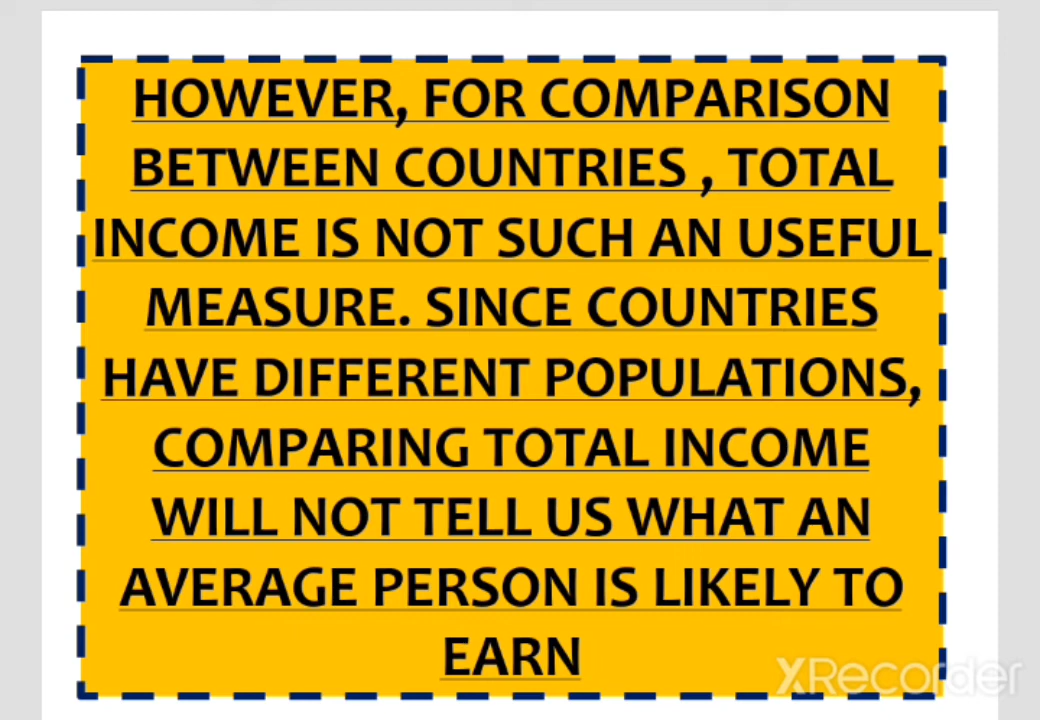 HOWEVER, FOR COMPARISON
BETWEEN COUNTRIES , TOTAL
INCOME IS NOT SUCH AN USEFUL
MEASURE. SINCE COUNTRIES
HAVE DIFFERENT POPULATIONS,
COMPARING TOTAL INCOME
WILL NOT TELL US WHAT AN
AVERAGE PERSON IS LIKELY TO
EARN
XRecorder